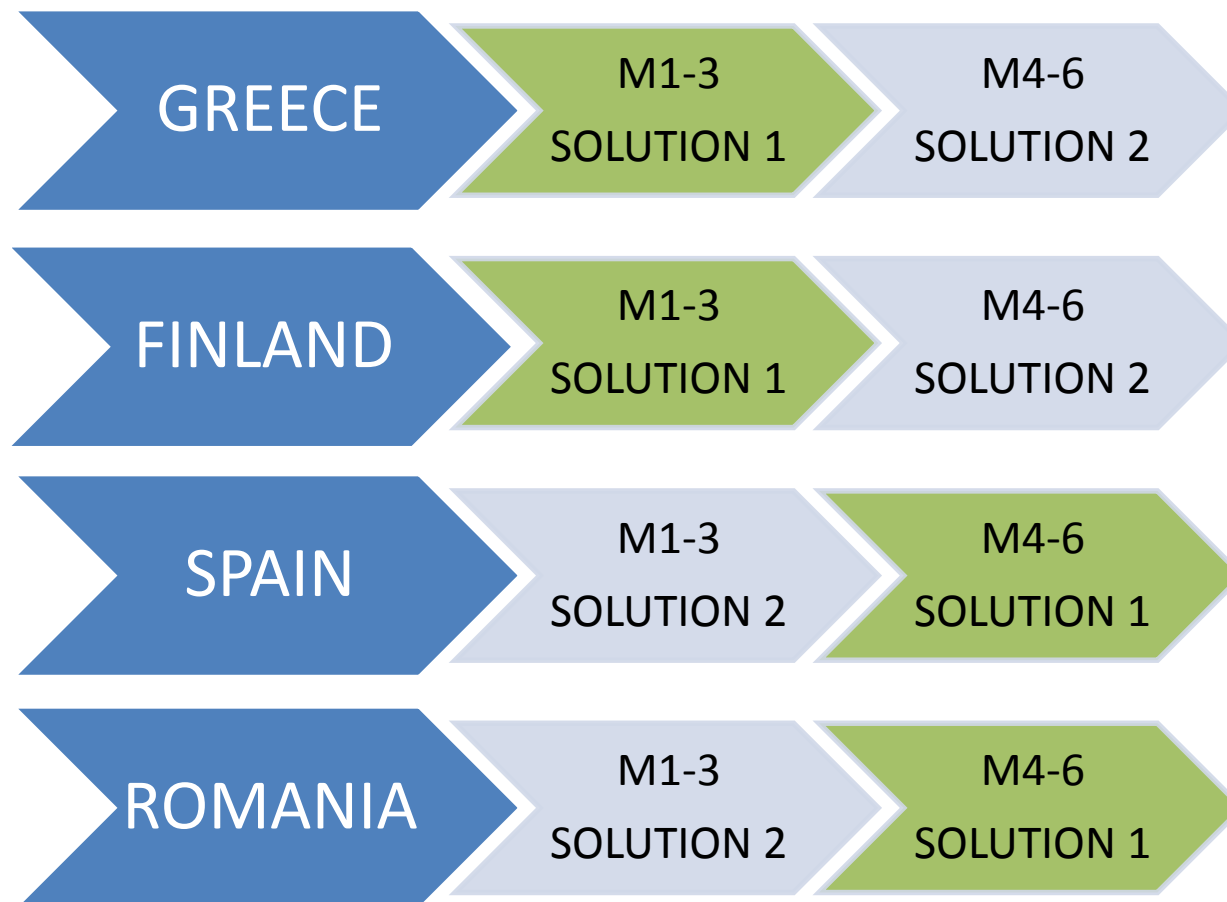 GREECE
M1-3
SOLUTION 1
M4-6
SOLUTION 2
FINLAND
M1-3
SOLUTION 1
M4-6
SOLUTION 2
SPAIN
M1-3
SOLUTION 2
M4-6
SOLUTION 1
ROMANIA
M1-3
SOLUTION 2
M4-6
SOLUTION 1